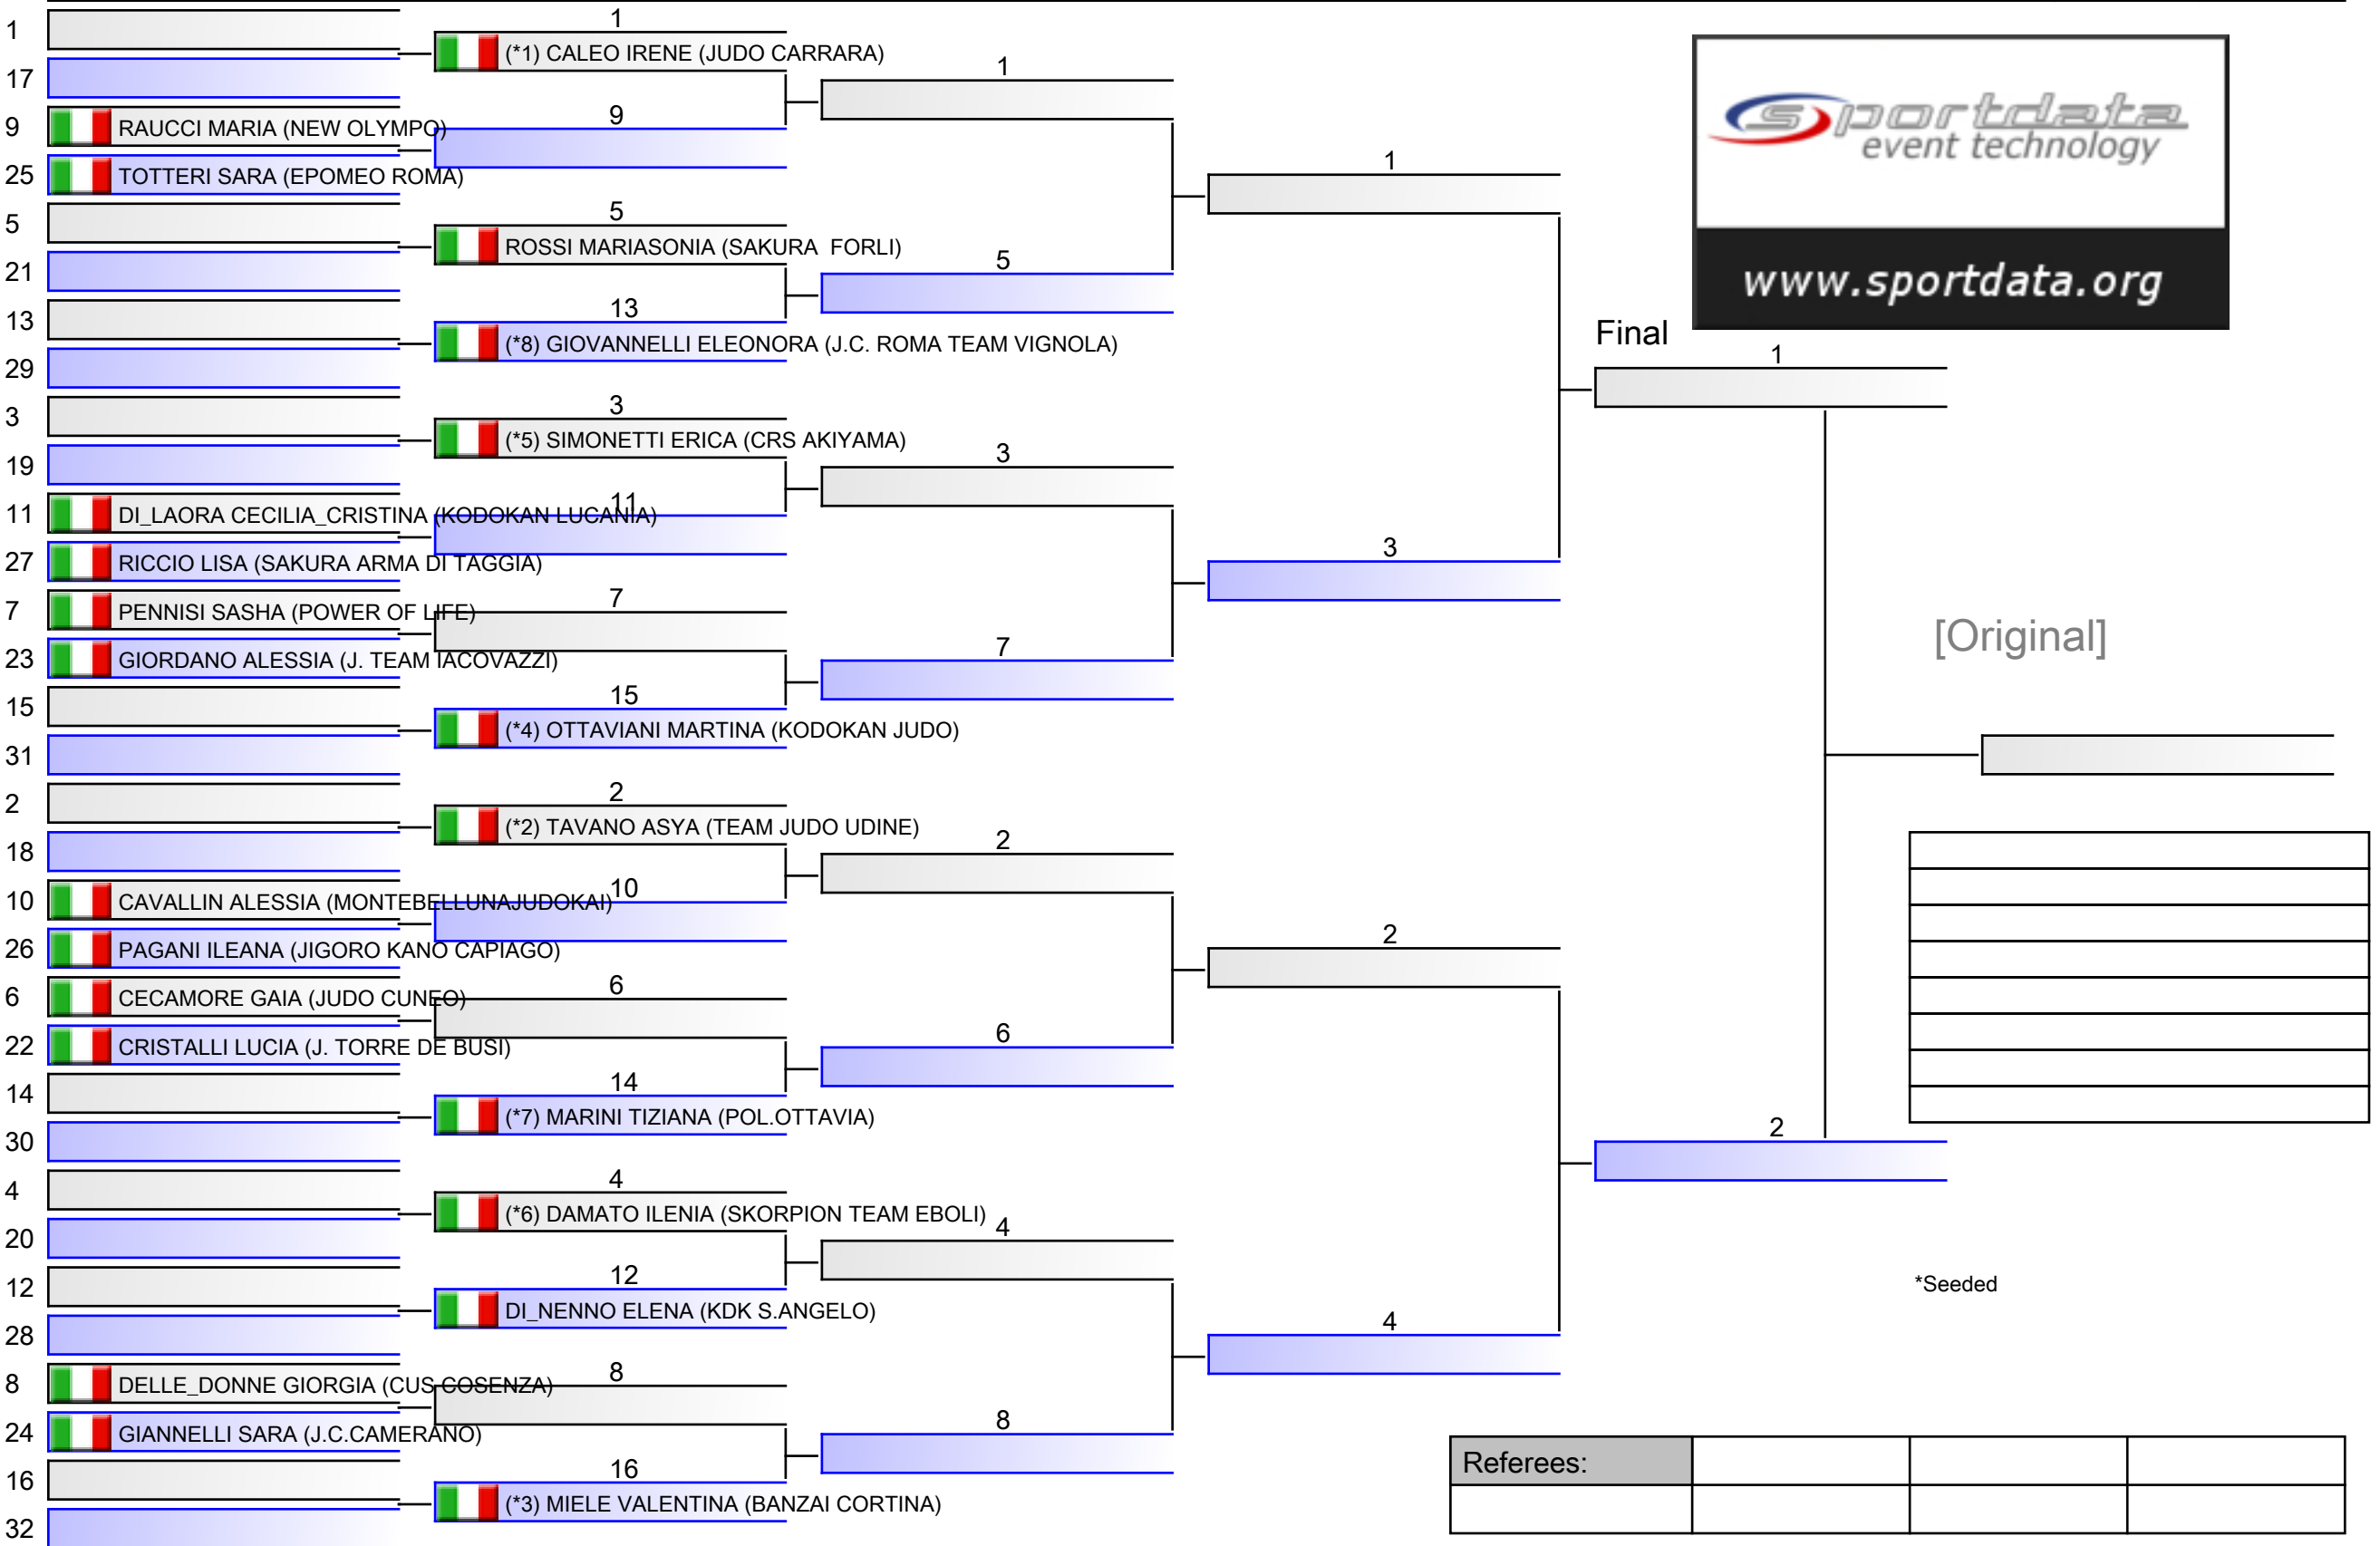 1
17
9 RAUCCI MARIA (NEW OLYMPO)
25 TOTTERI SARA (EPOMEO ROMA)
5
21
13
29
3
19
11 DI_LAORA CECILIA_CRISTINA (KODOKAN LUCANIA)
27 RICCIO LISA (SAKURA ARMA DI TAGGIA)
7 PENNISI SASHA (POWER OF LIFE)
23 GIORDANO ALESSIA (J. TEAM IACOVAZZI)
15
31
2
18
10 CAVALLIN ALESSIA (MONTEBELLUNAJUDOKAI)
26 PAGANI ILEANA (JIGORO KANO CAPIAGO)
6 CECAMORE GAIA (JUDO CUNEO)
22 CRISTALLI LUCIA (J. TORRE DE BUSI)
14
30
4
20
12
28
8 DELLE_DONNE GIORGIA (CUS COSENZA)
24 GIANNELLI SARA (J.C.CAMERANO)
16
32
1
(*1) CALEO IRENE (JUDO CARRARA)
9
5
ROSSI MARIASONIA (SAKURA  FORLI)
13
(*8) GIOVANNELLI ELEONORA (J.C. ROMA TEAM VIGNOLA)
3
(*5) SIMONETTI ERICA (CRS AKIYAMA)
11
7
15
(*4) OTTAVIANI MARTINA (KODOKAN JUDO)
2
(*2) TAVANO ASYA (TEAM JUDO UDINE)
10
6
14
(*7) MARINI TIZIANA (POL.OTTAVIA)
4
(*6) DAMATO ILENIA (SKORPION TEAM EBOLI)
12
DI_NENNO ELENA (KDK S.ANGELO)
8
16
(*3) MIELE VALENTINA (BANZAI CORTINA)
1
5
3
7
2
6
4
8
1
3
2
4
Final
1
2
sportdata
event technology
www.sportdata.org
[Original]
*Seeded
Referees: